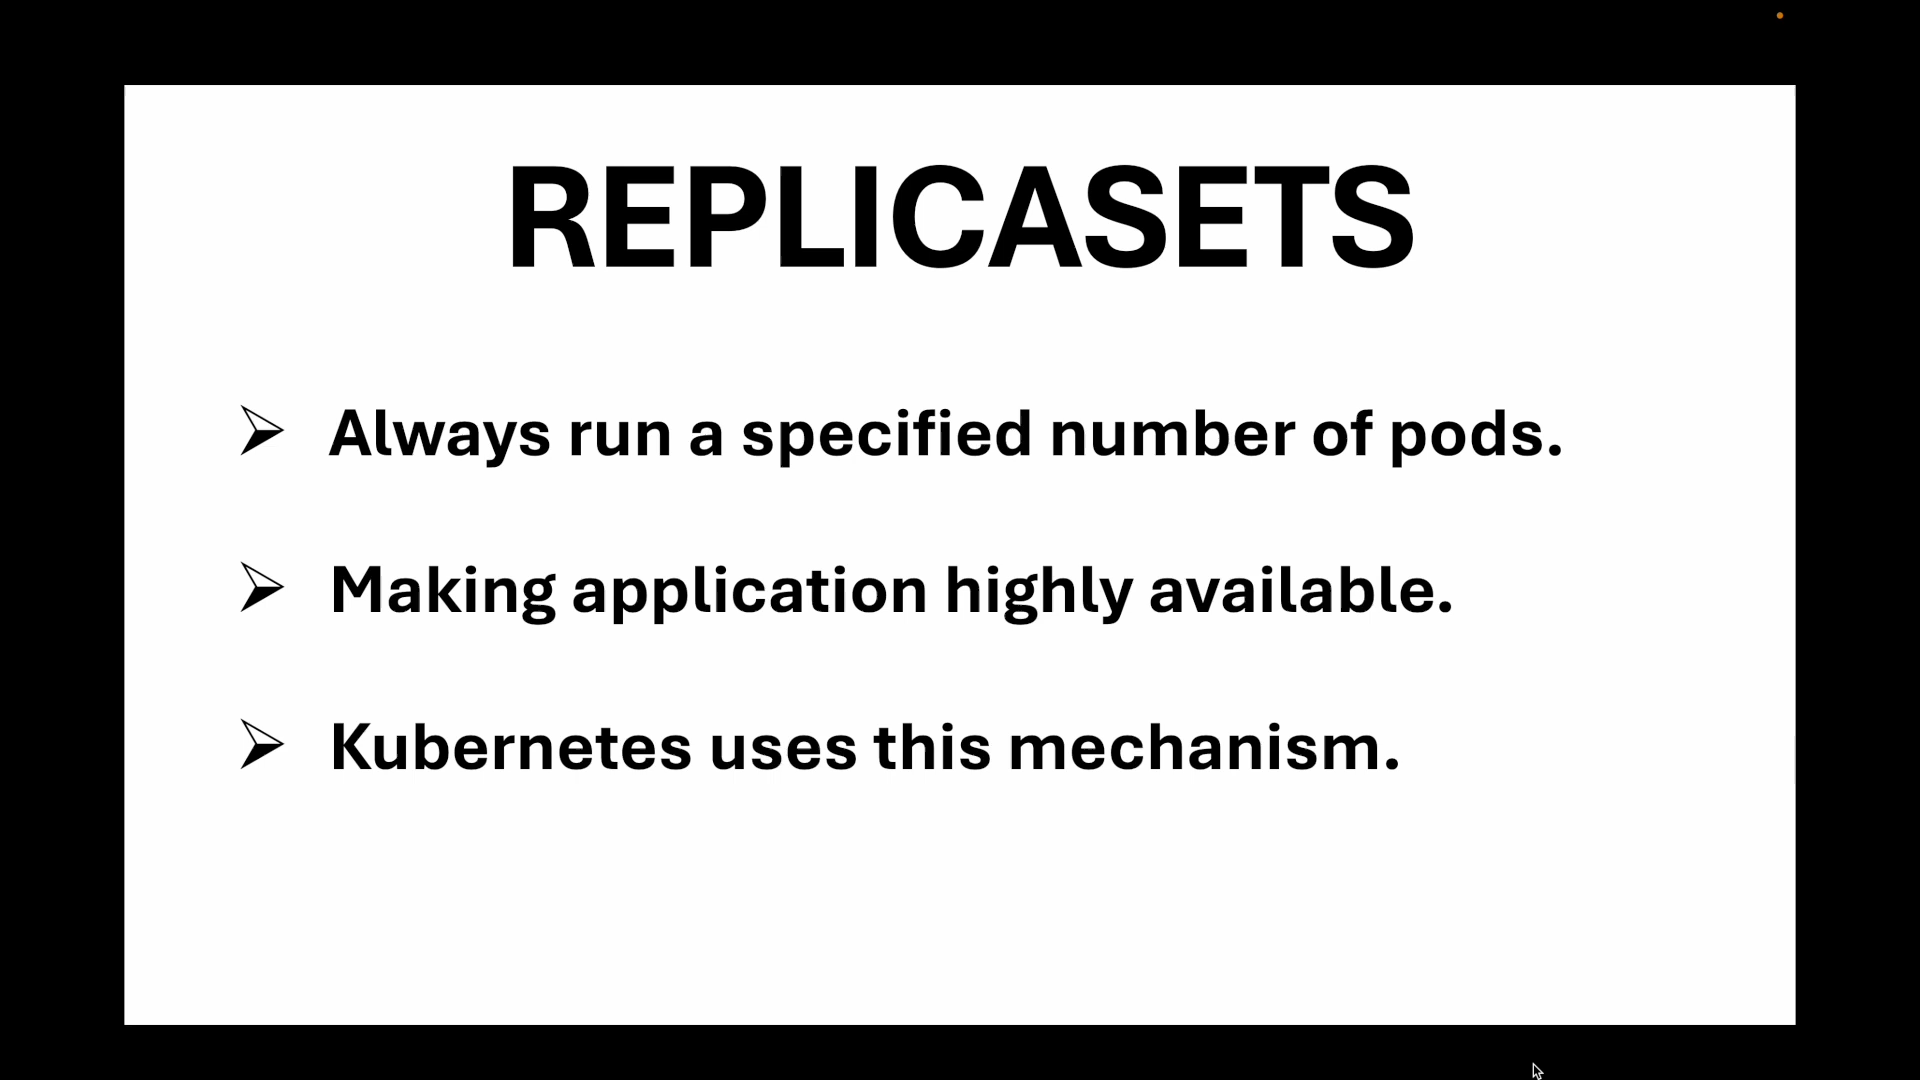 REPLICASETS
➢ Always run a specified number of pods.
➢ Making application highly available.
➢ Kubernetes uses this mechanism.